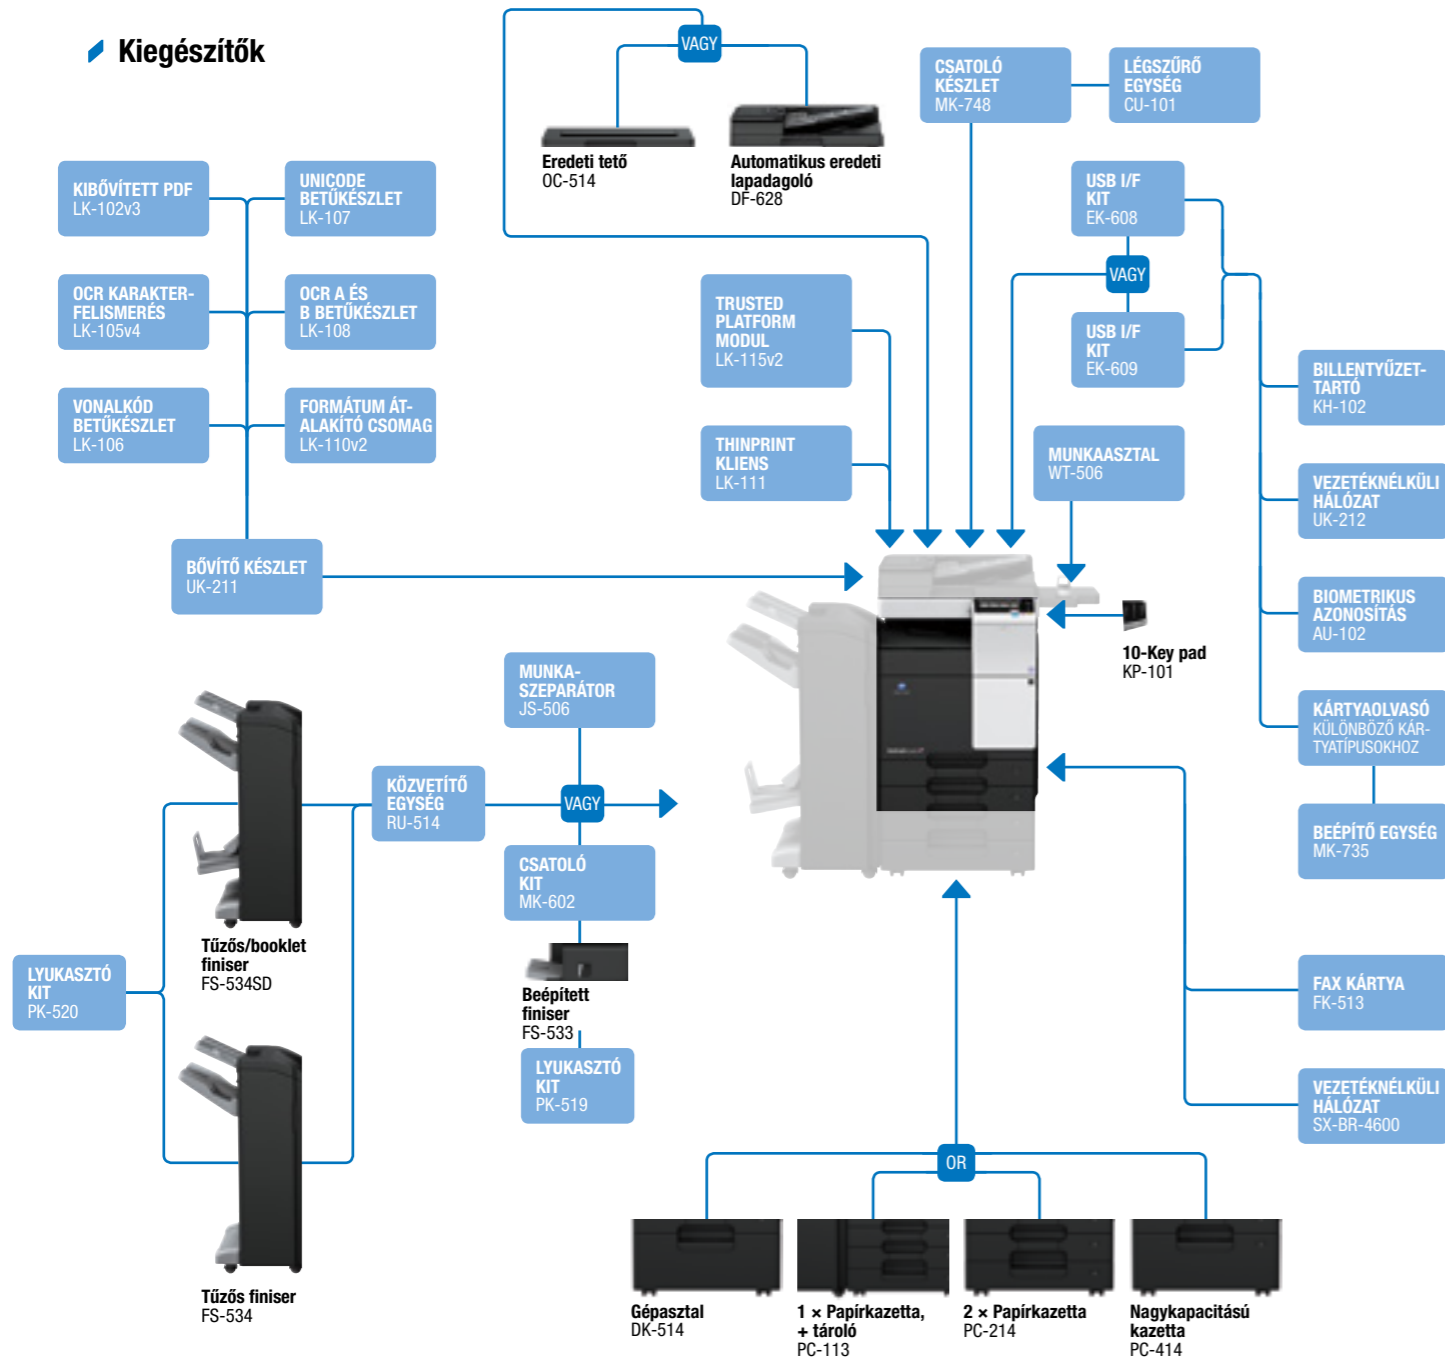 Kiegészítők
VAGY
Eredeti tető
OC-514
Automatikus eredeti
lapadagoló
DF-628
CSATOLÓ
KÉSZLET
MK-748
LÉGSZŰRŐ
EGYSÉG
CU-101
KIBŐVÍTETT PDF
LK-102v3
UNICODE
BETŰKÉSZLET
LK-107
OCR KARAKTER-
FELISMERÉS
LK-105v4
OCR A ÉS
B BETŰKÉSZLET
LK-108
VONALKÓD
BETŰKÉSZLET
LK-106
FORMÁTUM ÁT-
ALAKÍTÓ CSOMAG
LK-110v2
BŐVÍTŐ KÉSZLET
UK-211
TRUSTED
PLATFORM
MODUL
LK-115v2
THINPRINT
KLIENS
LK-111
USB I/F
KIT
EK-608
VAGY
USB I/F
KIT
EK-609
MUNKAASZTAL
WT-506
BILLENTYŰZET-
TARTÓ
KH-102
VEZETÉKNÉLKÜLI
HÁLÓZAT
UK-212
BIOMETRIKUS
AZONOSÍTÁS
AU-102
KÁRTYAOLVASÓ
KÜLÖNBÖZŐ KÁR-
TYATÍPUSOKHOZ
BEÉPÍTŐ EGYSÉG
MK-735
10-Key pad
KP-101
MUNKA-
SZEPARÁTOR
JS-506
KÖZVETÍTŐ
EGYSÉG
RU-514
VAGY
CSATOLÓ
KIT
MK-602
Beépített
finiser
FS-533
LYUKASZTÓ
KIT
PK-519
Tűzős/booklet
finiser
FS-534SD
LYUKASZTÓ
KIT
PK-520
Tűzős finiser
FS-534
FAX KÁRTYA
FK-513
VEZETÉKNÉLKÜLI
HÁLÓZAT
SX-BR-4600
OR
Gépasztal
DK-514
1 × Papírkazetta,
+ tároló
PC-113
2 × Papírkazetta
PC-214
Nagykapacitású
kazetta
PC-414